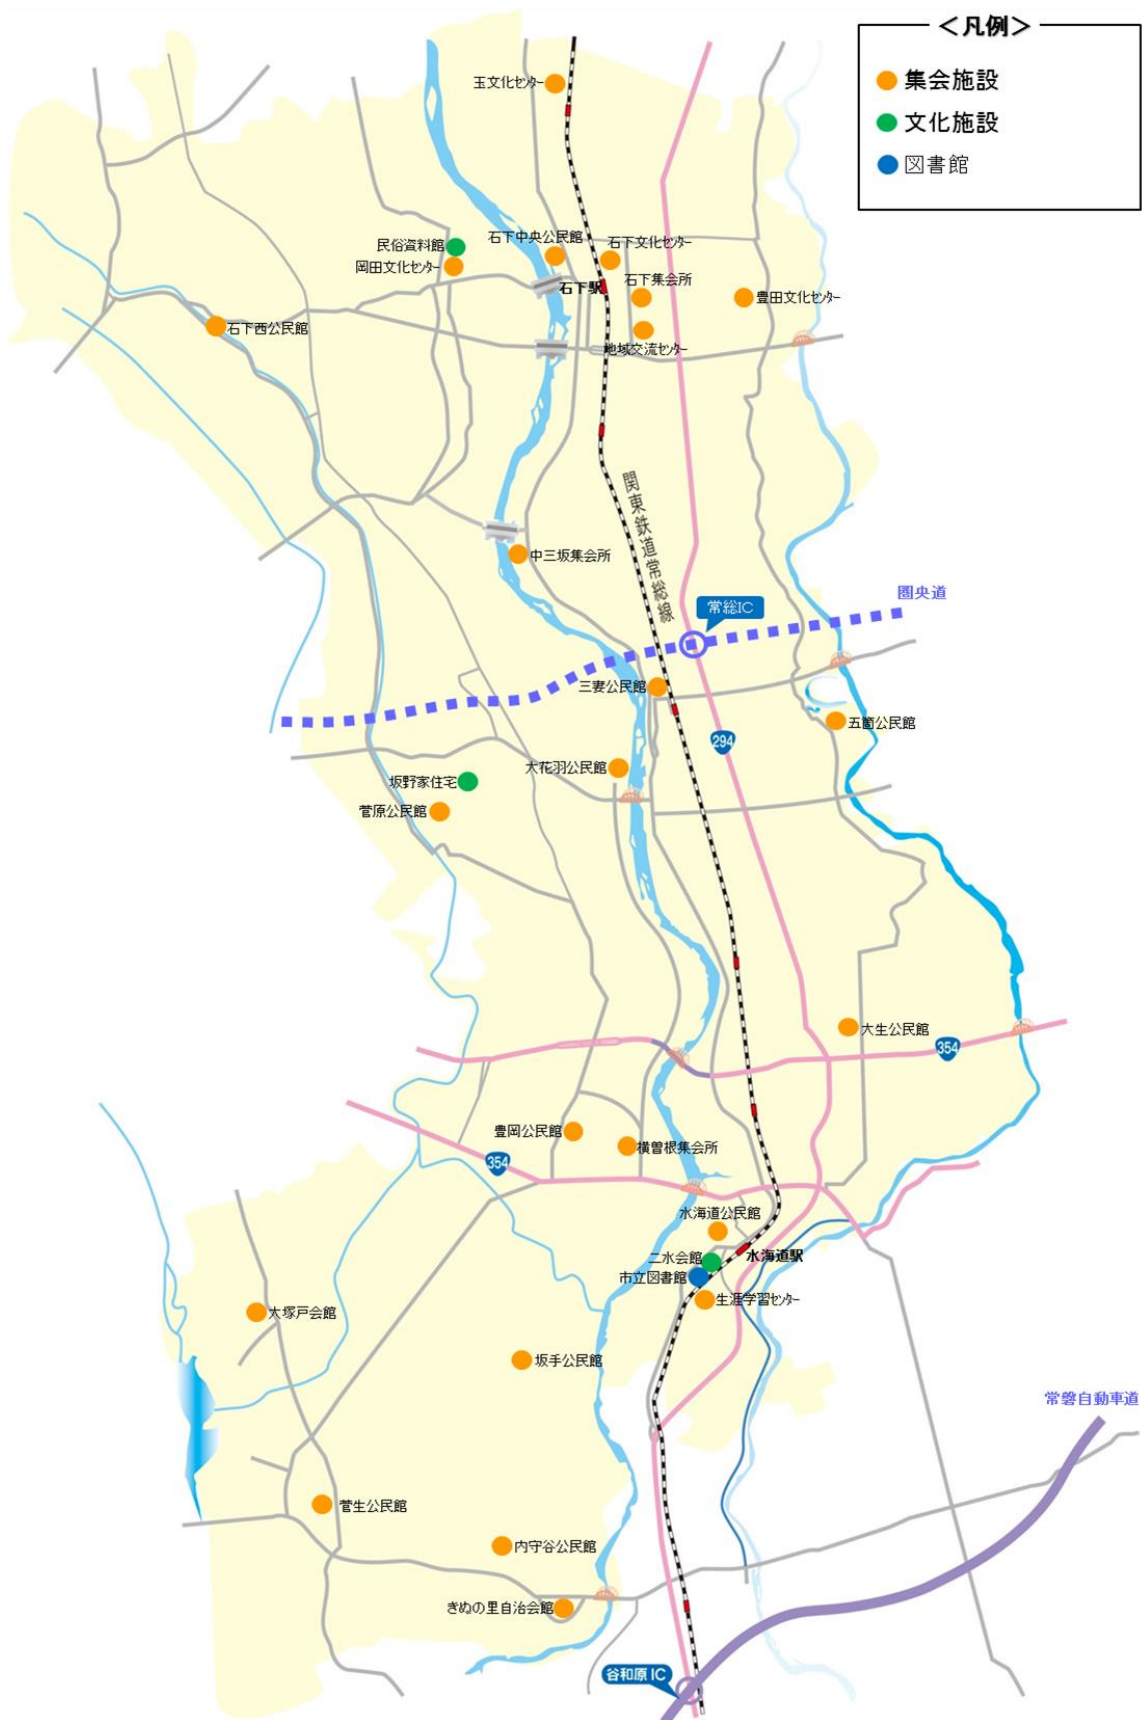 ＜凡例＞
集会施設
文化施設
図書館
玉文化センター
民俗資料館
岡田文化センター
石下中央公民館
石下文化センター
石下駅
石下集会所
豊田文化センター
石下西公民館
地域交流センター
関東鉄道常総線
中三坂集会所
圏央道
常総IC
三妻公民館
五箇公民館
294
大花羽公民館
坂野家住宅
菅原公民館
大生公民館
354
豊岡公民館
横曽根集会所
354
水海道公民館
二水会館
水海道駅
市立図書館
生涯学習センター
大塚戸会館
坂手公民館
常磐自動車道
菅生公民館
内守谷公民館
きぬの里自治会館
谷和原IC